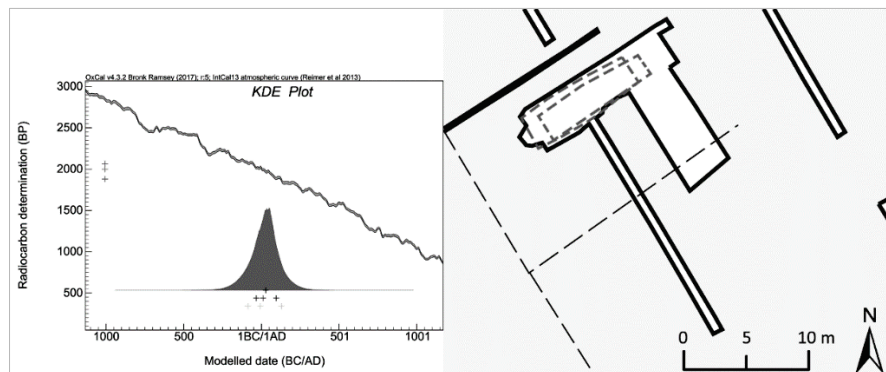 OxCal v4.3.2 Bronk Ramsey (2017); r:5; IntCal13 atmospheric curve (Reimer et al 2013)
KDE Plot
3000
2500
2000
1500
1000
500
Radiocarbon determination (BP)
1000 500 1BC/1AD 501 1001
Modelled date (BC/AD)
N
0 5 10 m